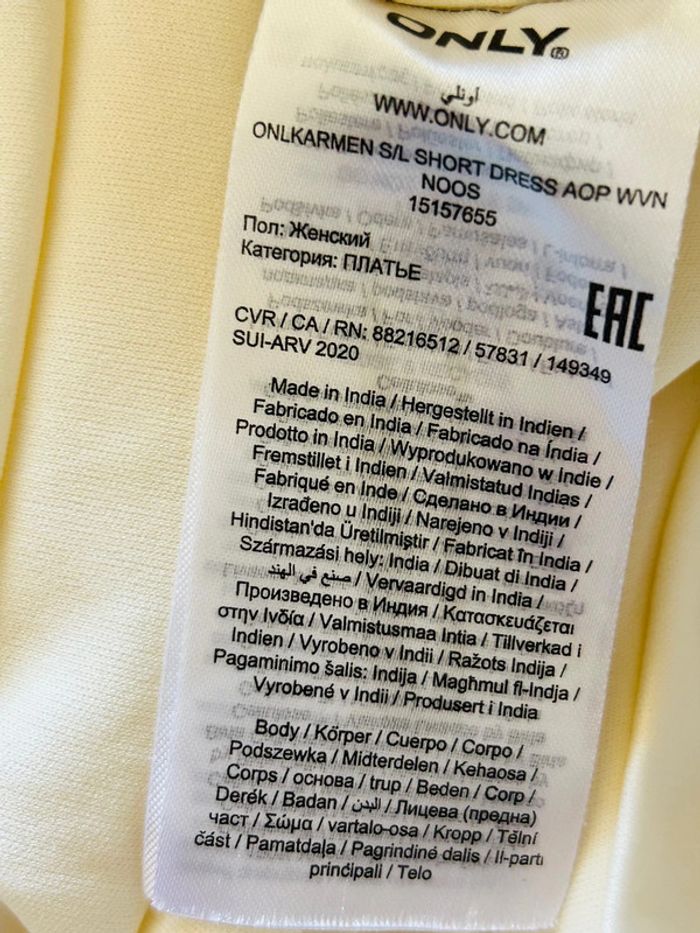 ONLY®
أونلي
WWW.ONLY.COM
ONLKARMEN S/L SHORT DRESS AOP WVN
NOOS
15157655
Пол: Женский
Категория: ПЛАТЬЕ
EAC
CVR / CA / RN: 88216512 / 57831 / 149349
SUI-ARV 2020
Made in India / Hergestellt in Indien /
Fabricado en India / Fabricado na Índia /
Prodotto in India / Wyprodukowano w Indie /
Fremstillet i Indien / Valmistatud Indias /
Fabriqué en Inde / Сделано в Индии /
Izrađeno u Indiji / Narejeno v Indiji /
Hindistan'da Üretilmiştir / Fabricat în India /
Származási hely: India / Dibuat di India /
صنع في الهند / Vervaardigd in India /
Произведено в Индия / Κατασκευάζεται
στην Ινδία / Valmistusmaa Intia / Tillverkad i
Indien / Vyrobeno v Indii / Ražots Indija /
Pagaminimo šalis: Indija / Magħmul fl-Indja /
Vyrobené v Indii / Produsert i India
Body / Körper / Cuerpo / Corpo /
Podszewka / Midterdelen / Kehaosa /
Corps / основа / trup / Beden / Corp /
Derék / Badan / البدن / Лицева (предна)
част / Σώμα / vartalo-osa / Kropp / Tělní
část / Pamatdaļa / Pagrindinė dalis / Il-parti
prinċipali / Telo